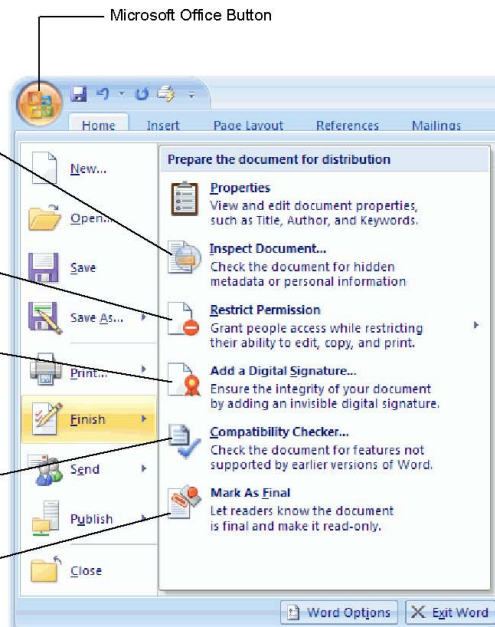 Microsoft Office Button
Home Insert Page Layout References Mailings
New...
Open...
Save
Save As...
Print...
Finish
Send
Publish
Close
Prepare the document for distribution
Properties
View and edit document properties,
such as Title, Author, and Keywords.
Inspect Document...
Check the document for hidden
metadata or personal information
Restrict Permission
Grant people access while restricting
their ability to edit, copy, and print.
Add a Digital Signature...
Ensure the integrity of your document
by adding an invisible digital signature.
Compatibility Checker...
Check the document for features not
supported by earlier versions of Word.
Mark As Final
Let readers know the document
is final and make it read-only.
Word Options Exit Word